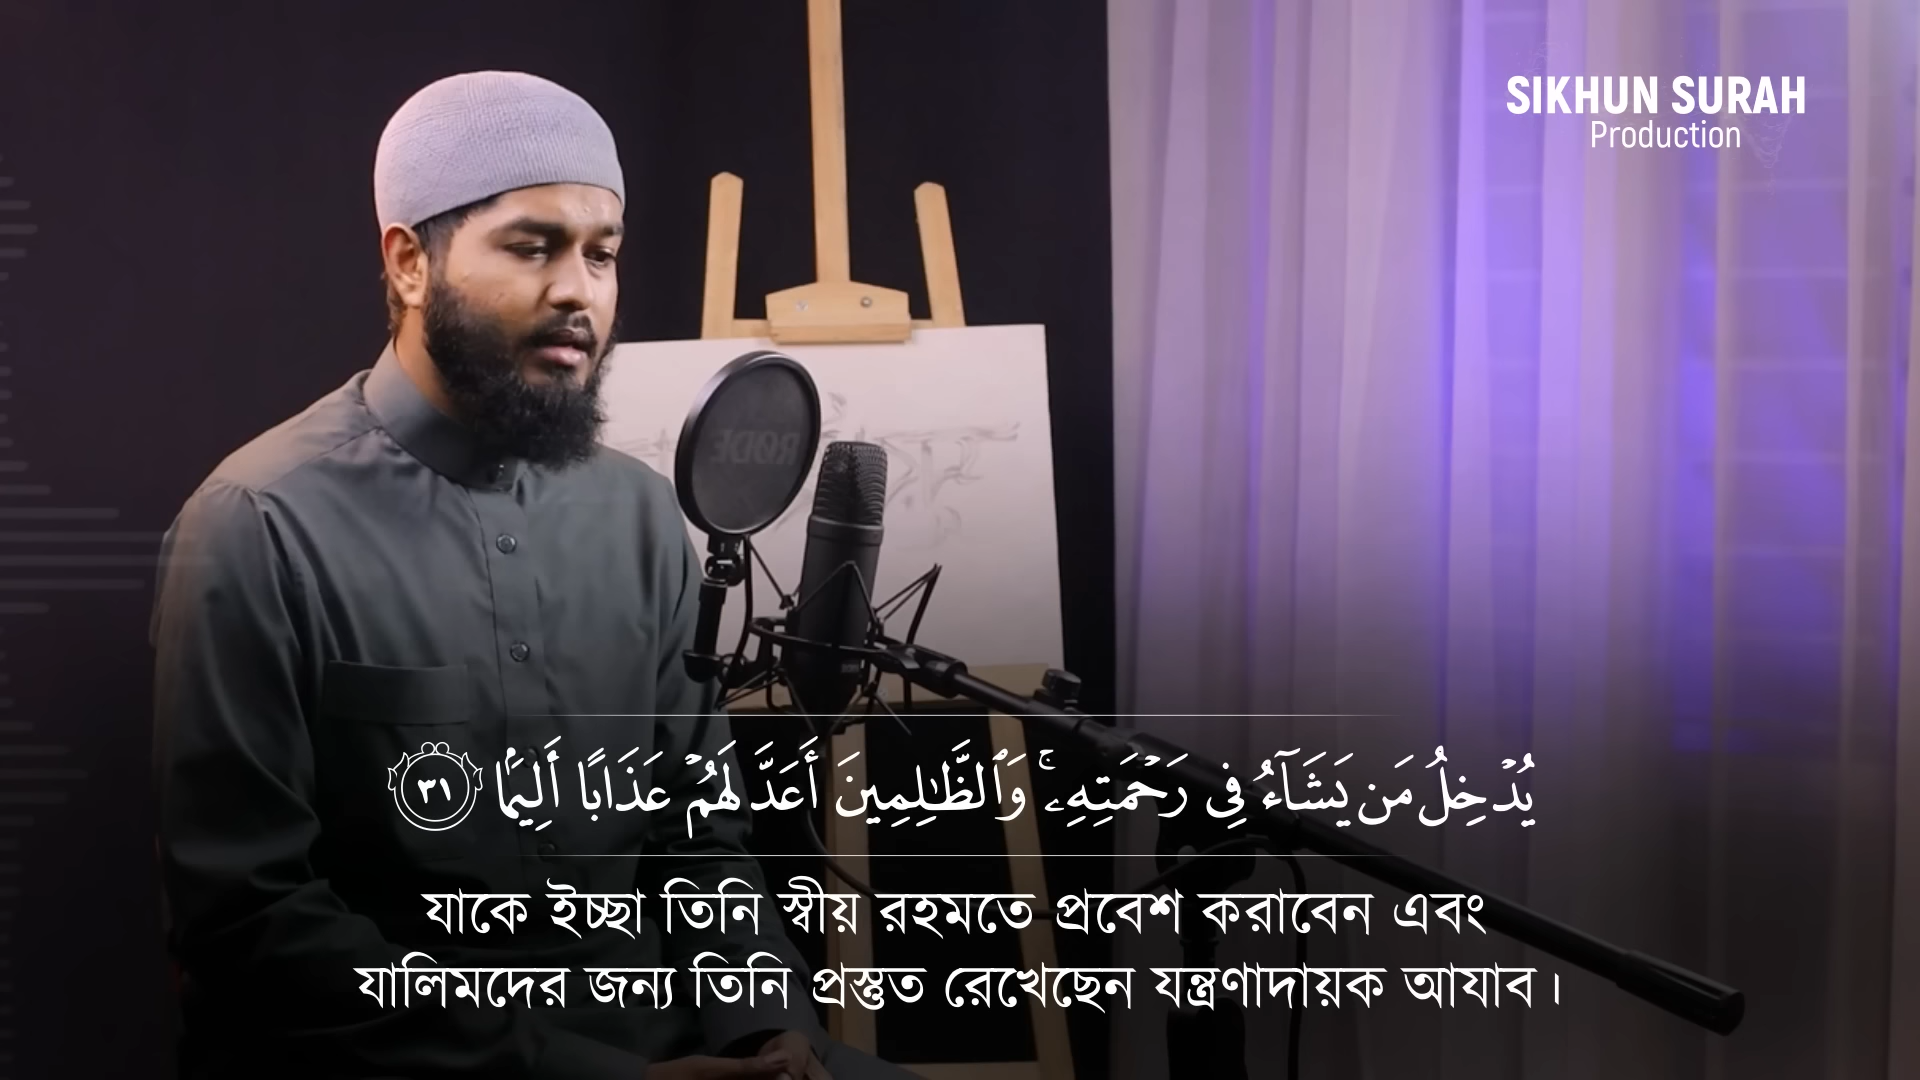 SIKHUN SURAH
Production
RØDE
يُدۡخِلُ مَن يَشَآءُ فِى رَحۡمَتِهِۦۚ وَٱلظَّٰلِمِينَ أَعَدَّ لَهُمۡ عَذَابًا أَلِيمَۢا ٣١
যাকে ইচ্ছা তিনি স্বীয় রহমতে প্রবেশ করাবেন এবং
যালিমদের জন্য তিনি প্রস্তুত রেখেছেন যন্ত্রণাদায়ক আযাব।